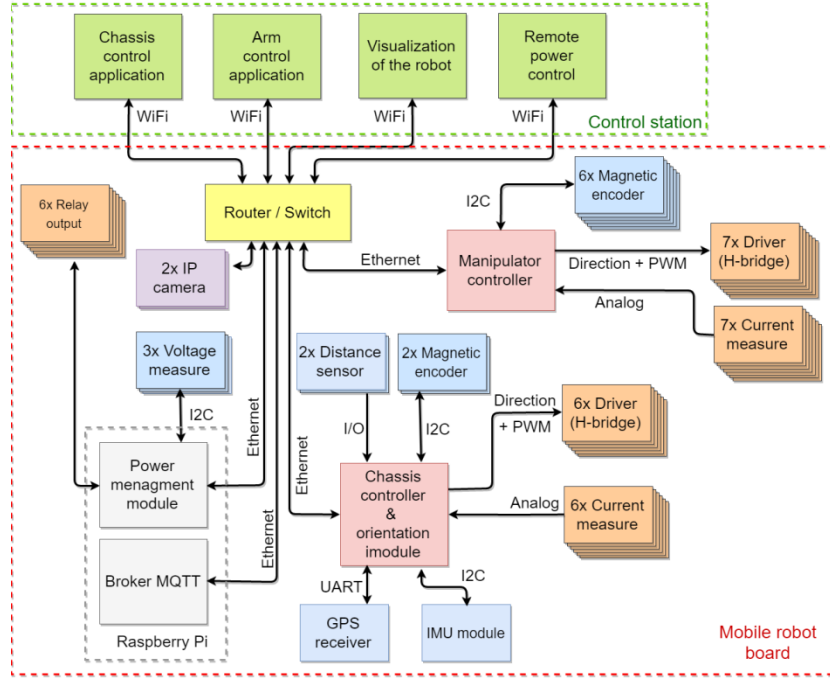 Chassis
control
application
Arm
control
application
Visualization
of the robot
Remote
power
control
WiFi
WiFi
WiFi
WiFi
Control station
6x Relay
output
Router / Switch
I2C
6x Magnetic
encoder
2x IP
camera
Ethernet
Manipulator
controller
Direction + PWM
7x Driver
(H-bridge)
Analog
7x Current
measure
3x Voltage
measure
2x Distance
sensor
2x Magnetic
encoder
I2C
Ethernet
Ethernet
I/O
I2C
Direction
+ PWM
6x Driver
(H-bridge)
Power
menagment
module
Chassis
controller
&
orientation
imodule
Analog
6x Current
measure
Ethernet
Broker MQTT
UART
I2C
Raspberry Pi
GPS
receiver
IMU module
Mobile robot
board